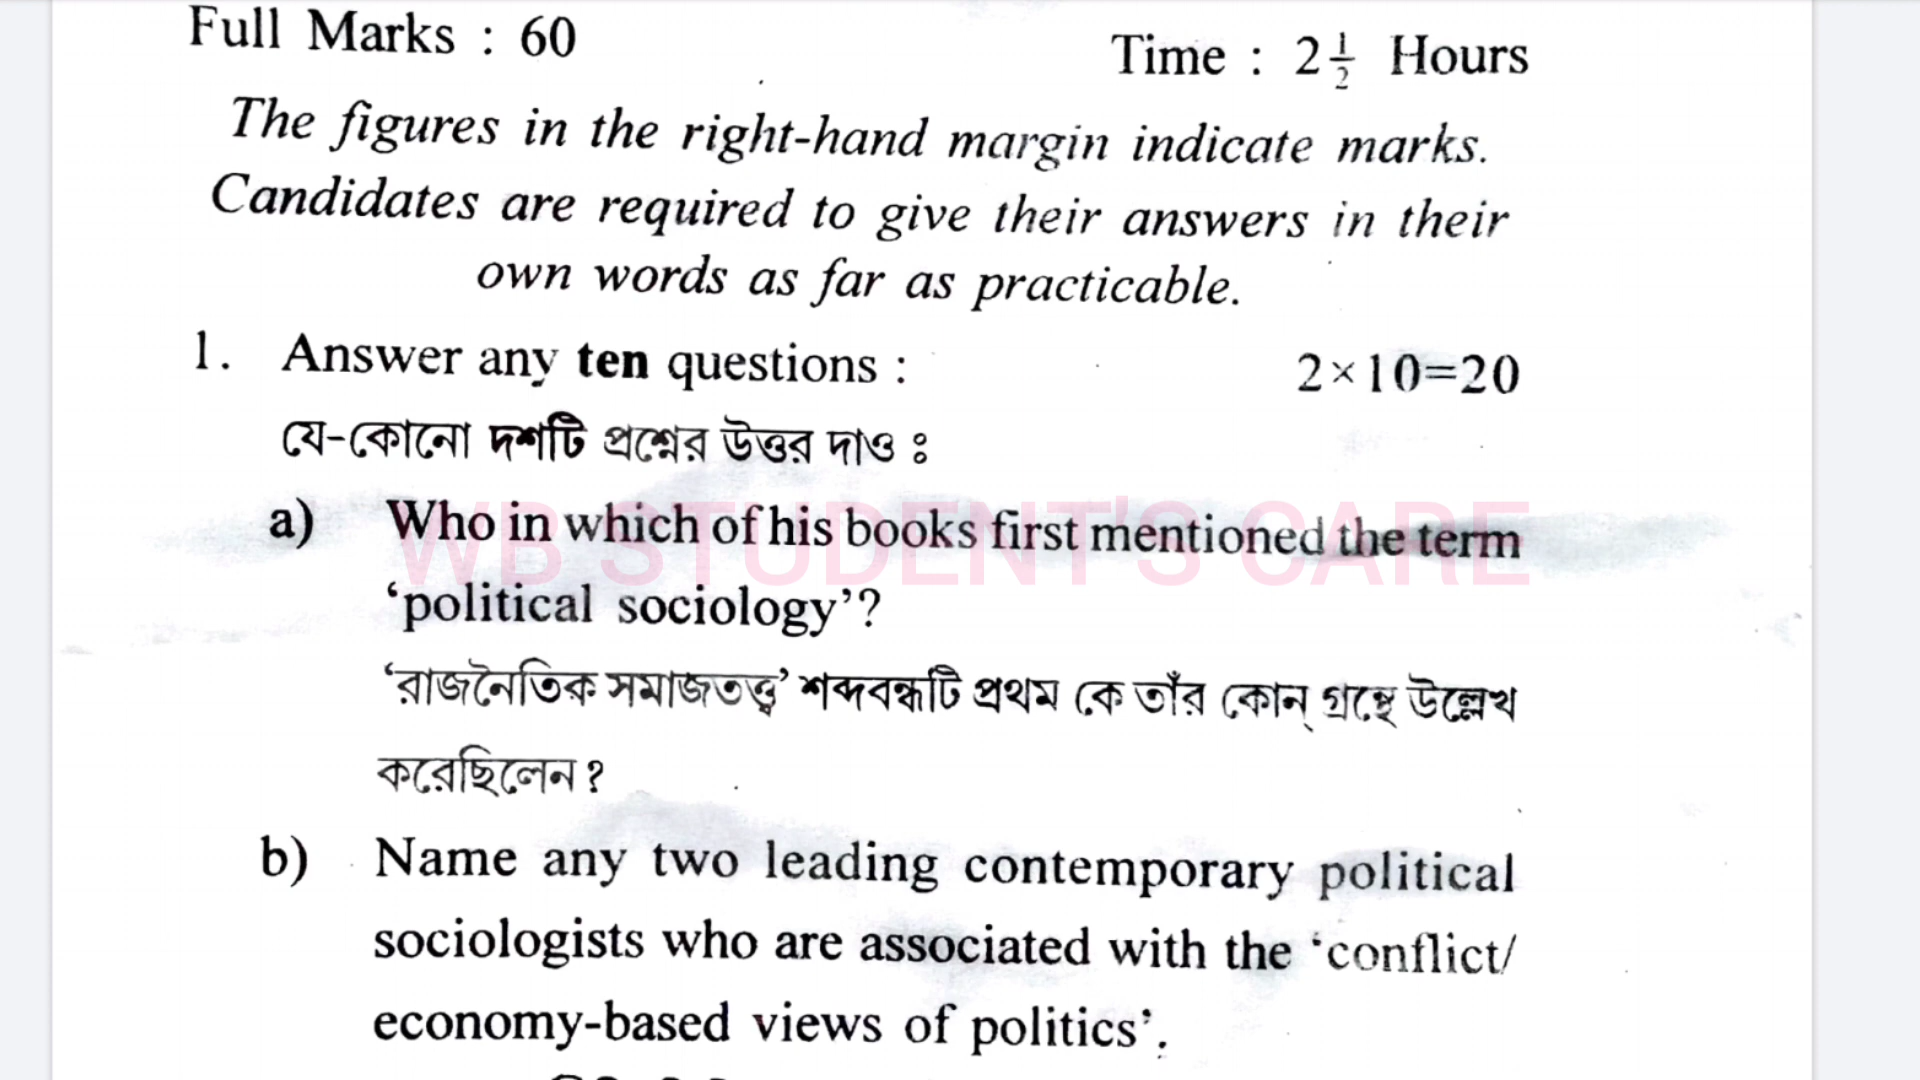 Full Marks : 60
Time : 2½ Hours
The figures in the right-hand margin indicate marks.
Candidates are required to give their answers in their
own words as far as practicable.
1. Answer any ten questions : 2×10=20
যে-কোনো দশটি প্রশ্নের উত্তর দাও ঃ
WB STUDENT'S CARE
a) Who in which of his books first mentioned the term
‘political sociology’?
‘রাজনৈতিক সমাজতত্ত্ব’ শব্দবন্ধটি প্রথম কে তাঁর কোন্ গ্রন্থে উল্লেখ
করেছিলেন ?
b) Name any two leading contemporary political
sociologists who are associated with the ‘conflict/
economy-based views of politics’.